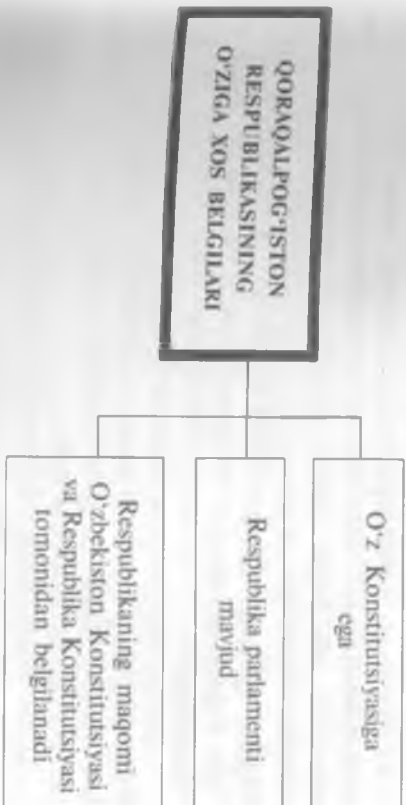 QORAQALPOG'ISTON
RESPUBLIKASINING
O'ZIGA XOS BELGILARI
O'z Konstitutsiyasiga
ega
Respublika parlamenti
mavjud
Respublikaning maqomi
O'zbekiston Konstitutsiyasi
va Respublika Konstitutsiyasi
tomonidan belgilanadi